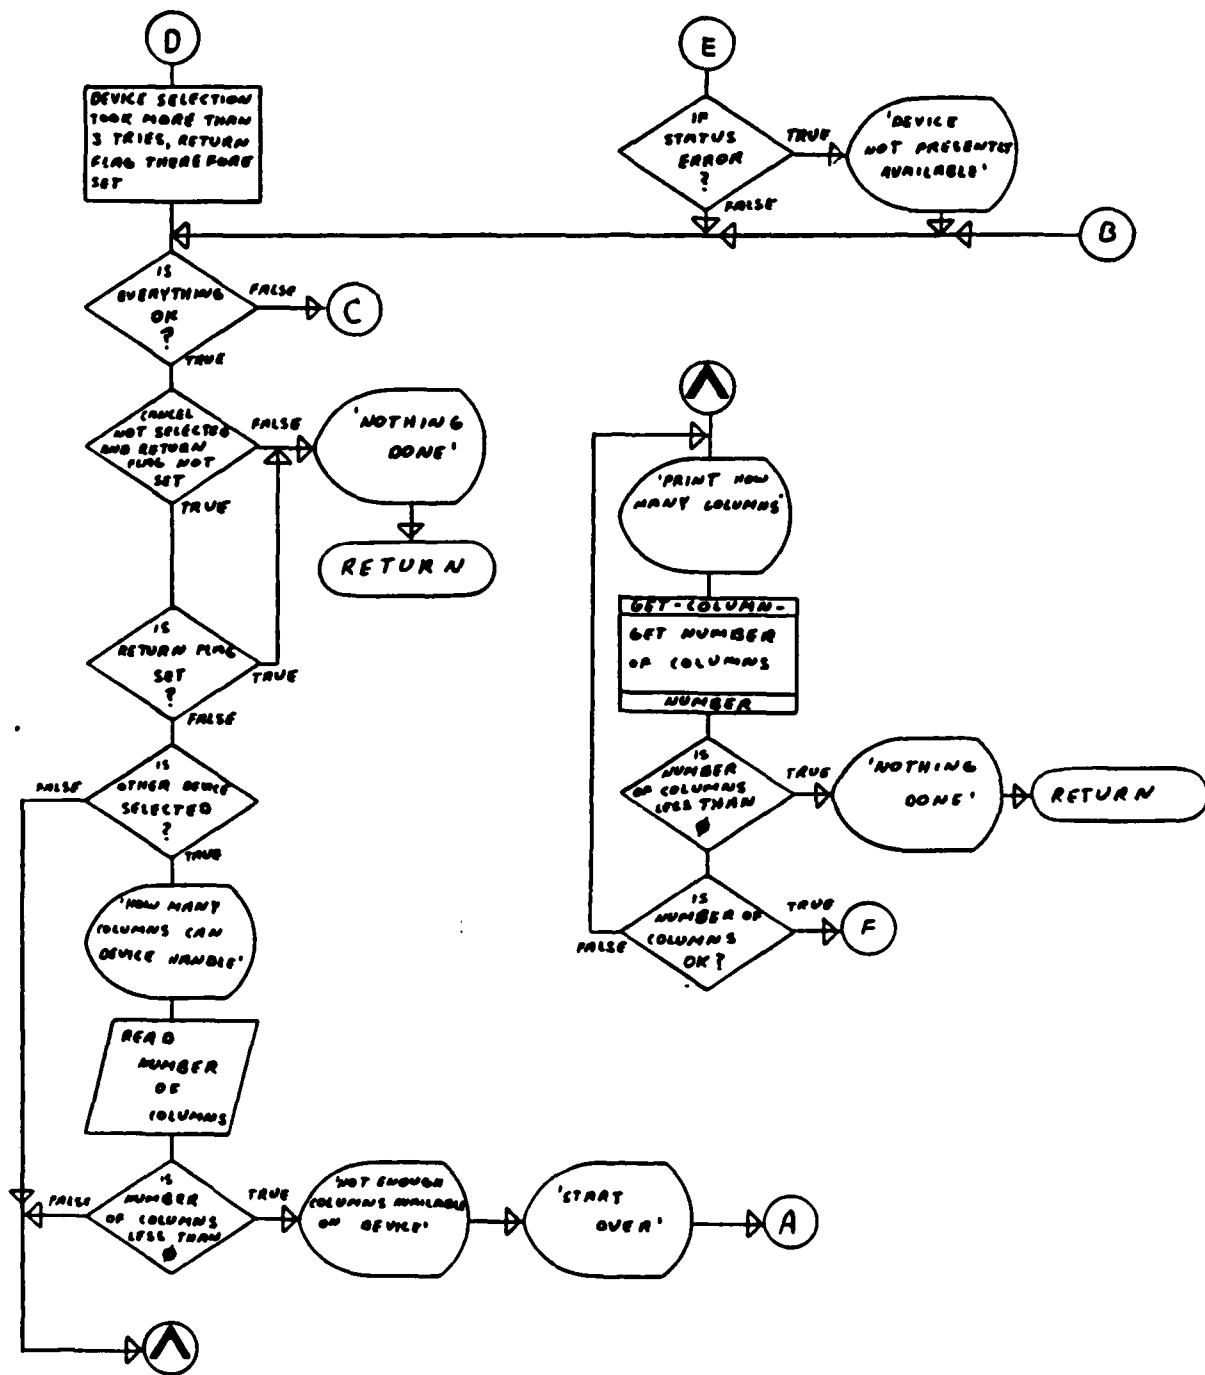 D
DEVICE SELECTION
TOOK MORE THAN
3 TRIES, RETURN
FLAG THEREFORE
SET
E
IF
STATUS
ERROR
?
TRUE
FALSE
'DEVICE
NOT PRESENTLY
AVAILABLE'
B
IS
EVERYTHING
OK
?
FALSE
TRUE
C
CANCEL
NOT SELECTED
AND RETURN
FLAG NOT
SET
FALSE
TRUE
'NOTHING
DONE'
RETURN
IS
RETURN FLAG
SET
?
TRUE
FALSE
IS
OTHER DEVICE
SELECTED
?
FALSE
TRUE
'HOW MANY
COLUMNS CAN
DEVICE HANDLE'
READ
NUMBER
OF
COLUMNS
IS
NUMBER
OF COLUMNS
LESS THAN
Ø
FALSE
TRUE
'NOT ENOUGH
COLUMNS AVAILABLE
ON DEVICE'
'START
OVER'
A
'PRINT HOW
MANY COLUMNS'
GET-COLUMN-
GET NUMBER
OF COLUMNS
NUMBER
IS
NUMBER
OF COLUMNS
LESS THAN
Ø
TRUE
'NOTHING
DONE'
RETURN
IS
NUMBER OF
COLUMNS
OK?
TRUE
FALSE
F